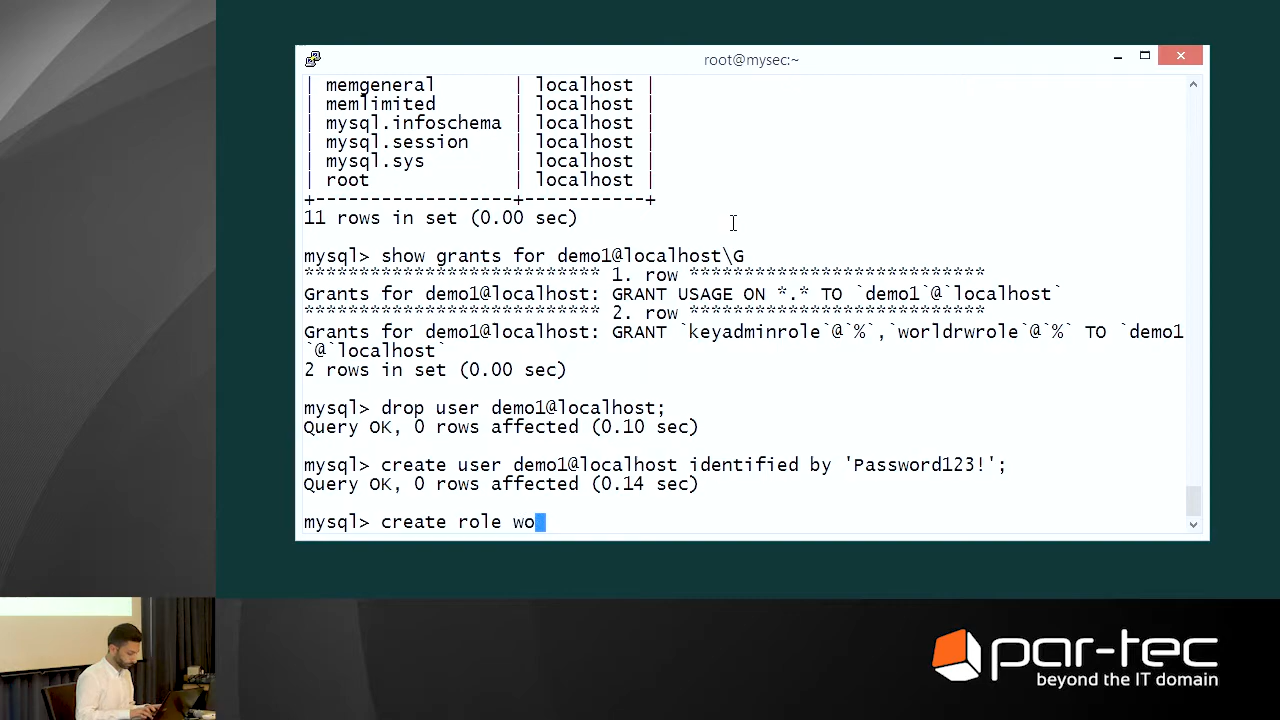 root@mysec:~
| memgeneral | localhost |
| memlimited | localhost |
| mysql.infoschema | localhost |
| mysql.session | localhost |
| mysql.sys | localhost |
| root | localhost |
+------------------+-----------+
11 rows in set (0.00 sec)
mysql> show grants for demo1@localhost\G
*************************** 1. row ***************************
Grants for demo1@localhost: GRANT USAGE ON *.* TO `demo1`@`localhost`
*************************** 2. row ***************************
Grants for demo1@localhost: GRANT `keyadminrole`@`%`,`worldrwrole`@`%` TO `demo1
`@`localhost`
2 rows in set (0.00 sec)
mysql> drop user demo1@localhost;
Query OK, 0 rows affected (0.10 sec)
mysql> create user demo1@localhost identified by 'Password123!';
Query OK, 0 rows affected (0.14 sec)
mysql> create role wo
par-tec
beyond the IT domain